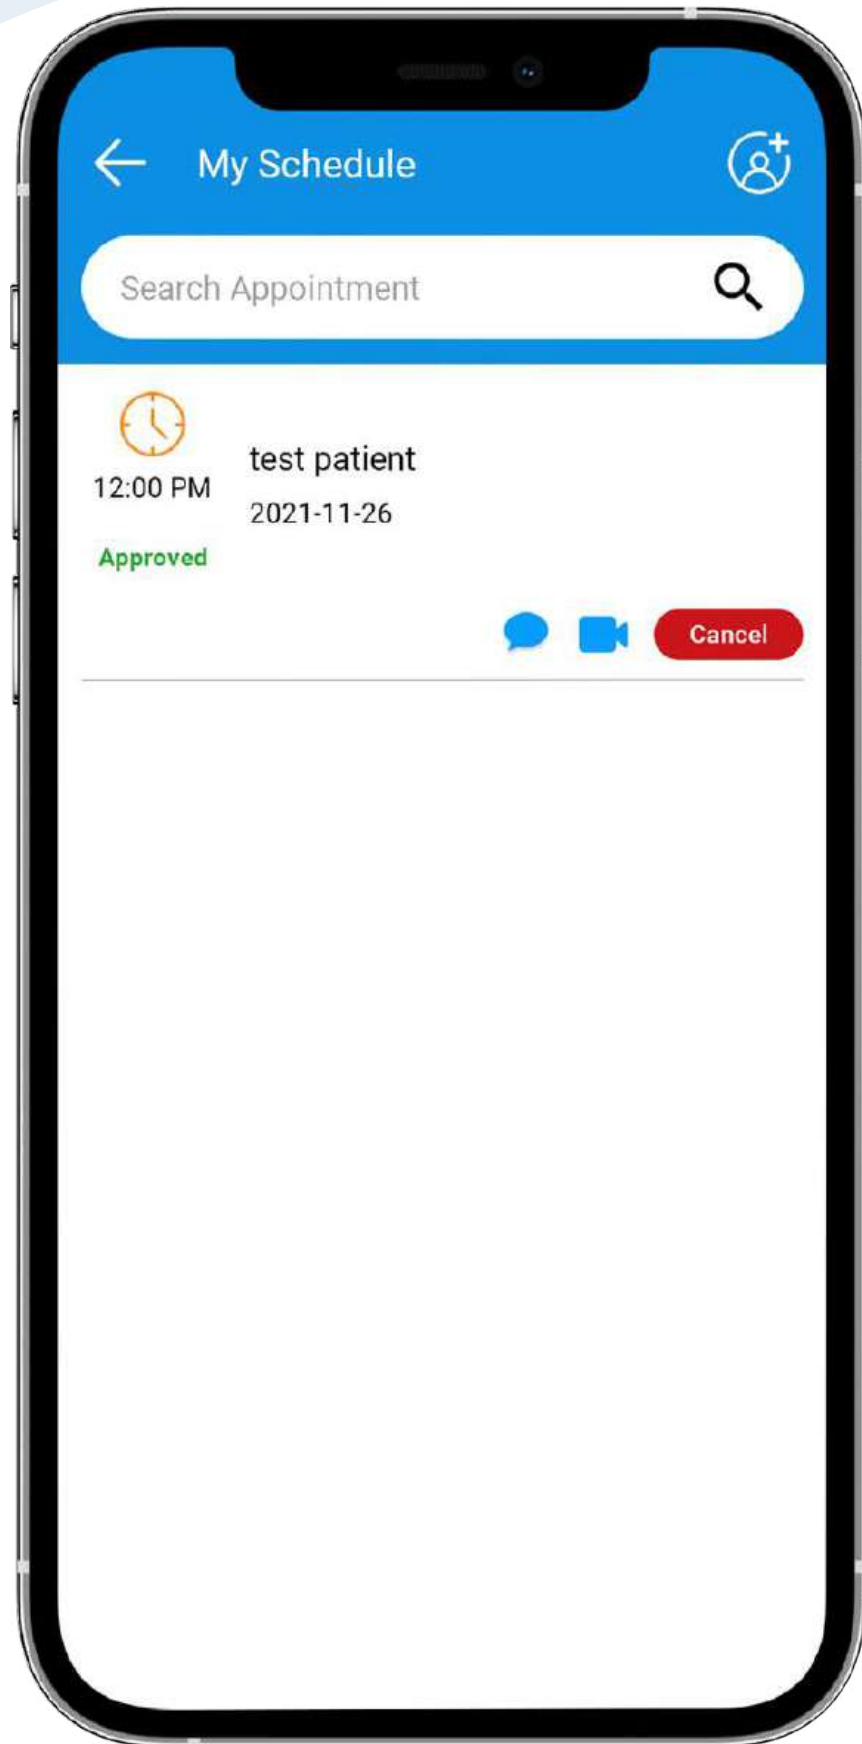 My Schedule
Search Appointment
12:00 PM
test patient
2021-11-26
Approved
Cancel